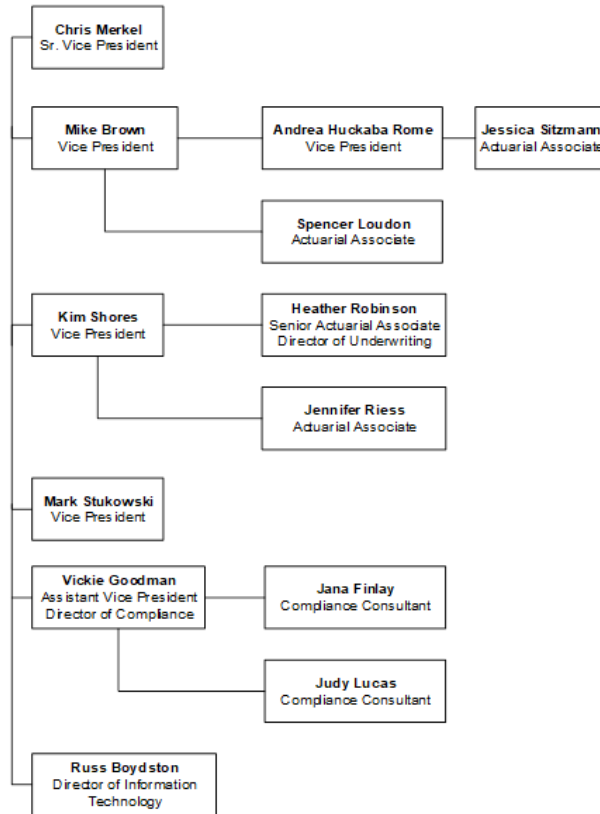 Chris Merkel
Sr. Vice President
Mike Brown
Vice President
Andrea Huckaba Rome
Vice President
Jessica Sitzmann
Actuarial Associate
Spencer Loudon
Actuarial Associate
Kim Shores
Vice President
Heather Robinson
Senior Actuarial Associate
Director of Underwriting
Jennifer Riess
Actuarial Associate
Mark Stukowski
Vice President
Vickie Goodman
Assistant Vice President
Director of Compliance
Jana Finlay
Compliance Consultant
Judy Lucas
Compliance Consultant
Russ Boydston
Director of Information
Technology